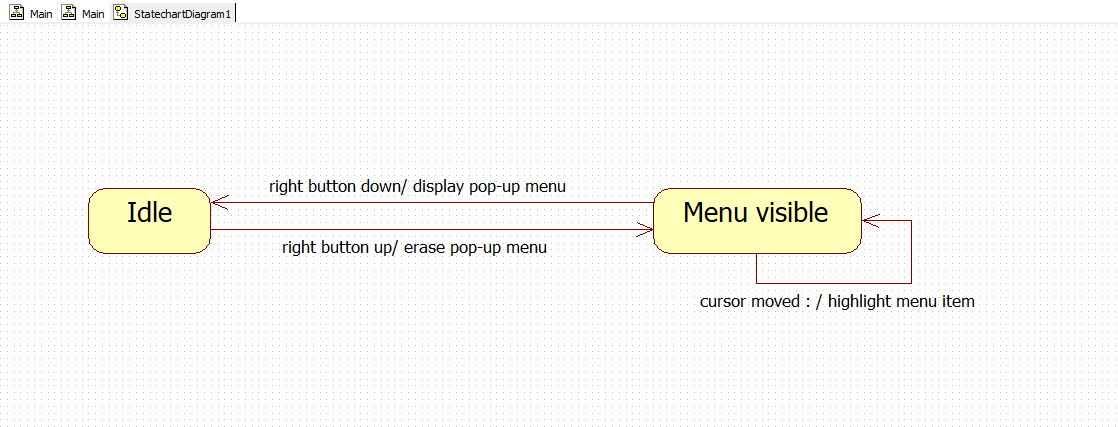 Main Main StatechartDiagram1
right button down/ display pop-up menu
Idle Menu visible
right button up/ erase pop-up menu
cursor moved : / highlight menu item